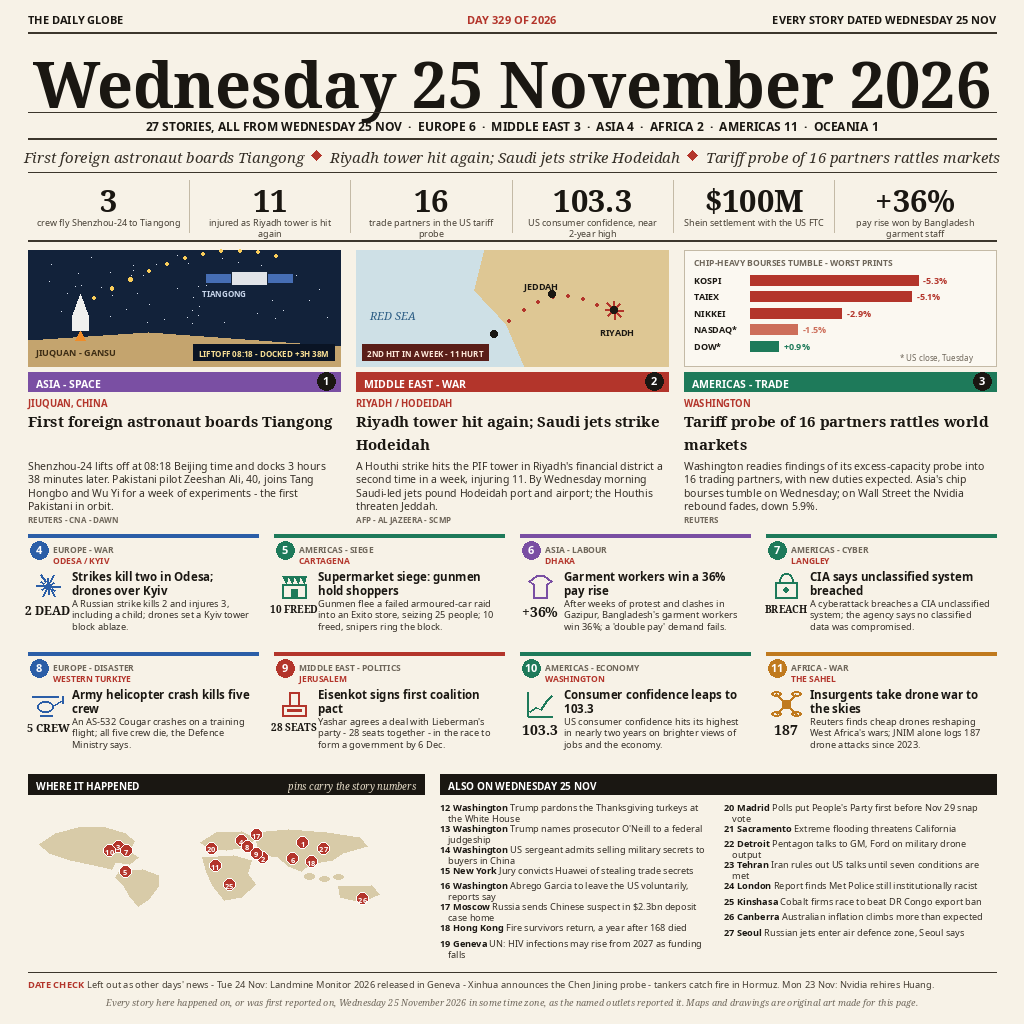 THE DAILY GLOBE
DAY 329 OF 2026
EVERY STORY DATED WEDNESDAY 25 NOV
Wednesday 25 November 2026
27 STORIES, ALL FROM WEDNESDAY 25 NOV · EUROPE 6 · MIDDLE EAST 3 · ASIA 4 · AFRICA 2 · AMERICAS 11 · OCEANIA 1
First foreign astronaut boards Tiangong ◆ Riyadh tower hit again; Saudi jets strike Hodeidah ◆ Tariff probe of 16 partners rattles markets
3
crew fly Shenzhou-24 to Tiangong
11
injured as Riyadh tower is hit
again
16
trade partners in the US tariff
probe
103.3
US consumer confidence, near
2-year high
$100M
Shein settlement with the US FTC
+36%
pay rise won by Bangladesh
garment staff
TIANGONG
JIUQUAN - GANSU
LIFTOFF 08:18 - DOCKED +3H 38M
RED SEA
JEDDAH
RIYADH
2ND HIT IN A WEEK - 11 HURT
CHIP-HEAVY BOURSES TUMBLE - WORST PRINTS
KOSPI -5.3%
TAIEX -5.1%
NIKKEI -2.9%
NASDAQ* -1.5%
DOW* +0.9%
* US close, Tuesday
ASIA - SPACE 1
JIUQUAN, CHINA
First foreign astronaut boards Tiangong
Shenzhou-24 lifts off at 08:18 Beijing time and docks 3 hours
38 minutes later. Pakistani pilot Zeeshan Ali, 40, joins Tang
Hongbo and Wu Yi for a week of experiments - the first
Pakistani in orbit.
REUTERS - CNA - DAWN
MIDDLE EAST - WAR 2
RIYADH / HODEIDAH
Riyadh tower hit again; Saudi jets strike
Hodeidah
A Houthi strike hits the PIF tower in Riyadh's financial district a
second time in a week, injuring 11. By Wednesday morning
Saudi-led jets pound Hodeidah port and airport; the Houthis
threaten Jeddah.
AFP - AL JAZEERA - SCMP
AMERICAS - TRADE 3
WASHINGTON
Tariff probe of 16 partners rattles world
markets
Washington readies findings of its excess-capacity probe into
16 trading partners, with new duties expected. Asia's chip
bourses tumble on Wednesday; on Wall Street the Nvidia
rebound fades, down 5.9%.
REUTERS
4 EUROPE - WAR
ODESA / KYIV
2 DEAD
Strikes kill two in Odesa;
drones over Kyiv
A Russian strike kills 2 and injures 3,
including a child; drones set a Kyiv tower
block ablaze.
5 AMERICAS - SIEGE
CARTAGENA
10 FREED
Supermarket siege: gunmen
hold shoppers
Gunmen flee a failed armoured-car raid
into an Exito store, seizing 25 people; 10
freed, snipers ring the block.
6 ASIA - LABOUR
DHAKA
+36%
Garment workers win a 36%
pay rise
After weeks of protest and clashes in
Gazipur, Bangladesh's garment workers
win 36%; a 'double pay' demand fails.
7 AMERICAS - CYBER
LANGLEY
BREACH
CIA says unclassified system
breached
A cyberattack breaches a CIA unclassified
system; the agency says no classified
data was compromised.
8 EUROPE - DISASTER
WESTERN TURKIYE
5 CREW
Army helicopter crash kills five
crew
An AS-532 Cougar crashes on a training
flight; all five crew die, the Defence
Ministry says.
9 MIDDLE EAST - POLITICS
JERUSALEM
28 SEATS
Eisenkot signs first coalition
pact
Yashar agrees a deal with Lieberman's
party - 28 seats together - in the race to
form a government by 6 Dec.
10 AMERICAS - ECONOMY
WASHINGTON
103.3
Consumer confidence leaps to
103.3
US consumer confidence hits its highest
in nearly two years on brighter views of
jobs and the economy.
11 AFRICA - WAR
THE SAHEL
187
Insurgents take drone war to
the skies
Reuters finds cheap drones reshaping
West Africa's wars; JNIM alone logs 187
drone attacks since 2023.
WHERE IT HAPPENED
pins carry the story numbers
10
3
7
5
20
4
8
17
9
2
11
25
1
6
18
27
26
ALSO ON WEDNESDAY 25 NOV
12 Washington Trump pardons the Thanksgiving turkeys at
the White House
13 Washington Trump names prosecutor O'Neill to a federal
judgeship
14 Washington US sergeant admits selling military secrets to
buyers in China
15 New York Jury convicts Huawei of stealing trade secrets
16 Washington Abrego Garcia to leave the US voluntarily,
reports say
17 Moscow Russia sends Chinese suspect in $2.3bn deposit
case home
18 Hong Kong Fire survivors return, a year after 168 died
19 Geneva UN: HIV infections may rise from 2027 as funding
falls
20 Madrid Polls put People's Party first before Nov 29 snap
vote
21 Sacramento Extreme flooding threatens California
22 Detroit Pentagon talks to GM, Ford on military drone
output
23 Tehran Iran rules out US talks until seven conditions are
met
24 London Report finds Met Police still institutionally racist
25 Kinshasa Cobalt firms race to beat DR Congo export ban
26 Canberra Australian inflation climbs more than expected
27 Seoul Russian jets enter air defence zone, Seoul says
DATE CHECK Left out as other days' news - Tue 24 Nov: Landmine Monitor 2026 released in Geneva - Xinhua announces the Chen Jining probe - tankers catch fire in Hormuz. Mon 23 Nov: Nvidia rehires Huang.
Every story here happened on, or was first reported on, Wednesday 25 November 2026 in some time zone, as the named outlets reported it. Maps and drawings are original art made for this page.